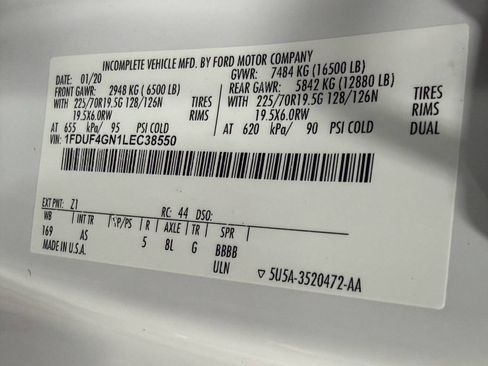 INCOMPLETE VEHICLE MFD. BY FORD MOTOR COMPANY
DATE: 01/20 GVWR: 7484 KG (16500 LB)
FRONT GAWR: 2948 KG (6500 LB) REAR GAWR: 5842 KG (12880 LB)
WITH 225/70R19.5G 128/126N TIRES WITH 225/70R19.5G 128/126N TIRES
19.5X6.0RW RIMS 19.5X6.0RW RIMS
AT 655 kPa/ 95 PSI COLD AT 620 kPa/ 90 PSI COLD DUAL
VIN: 1FDUF4GN1LEC38550
EXT PNT: Z1 RC: 44 DSO:
WB INT TR TP/PS R AXLE TR SPR
169 AS 5 8L G BBBB
MADE IN U.S.A. ULN 5U5A-3520472-AA